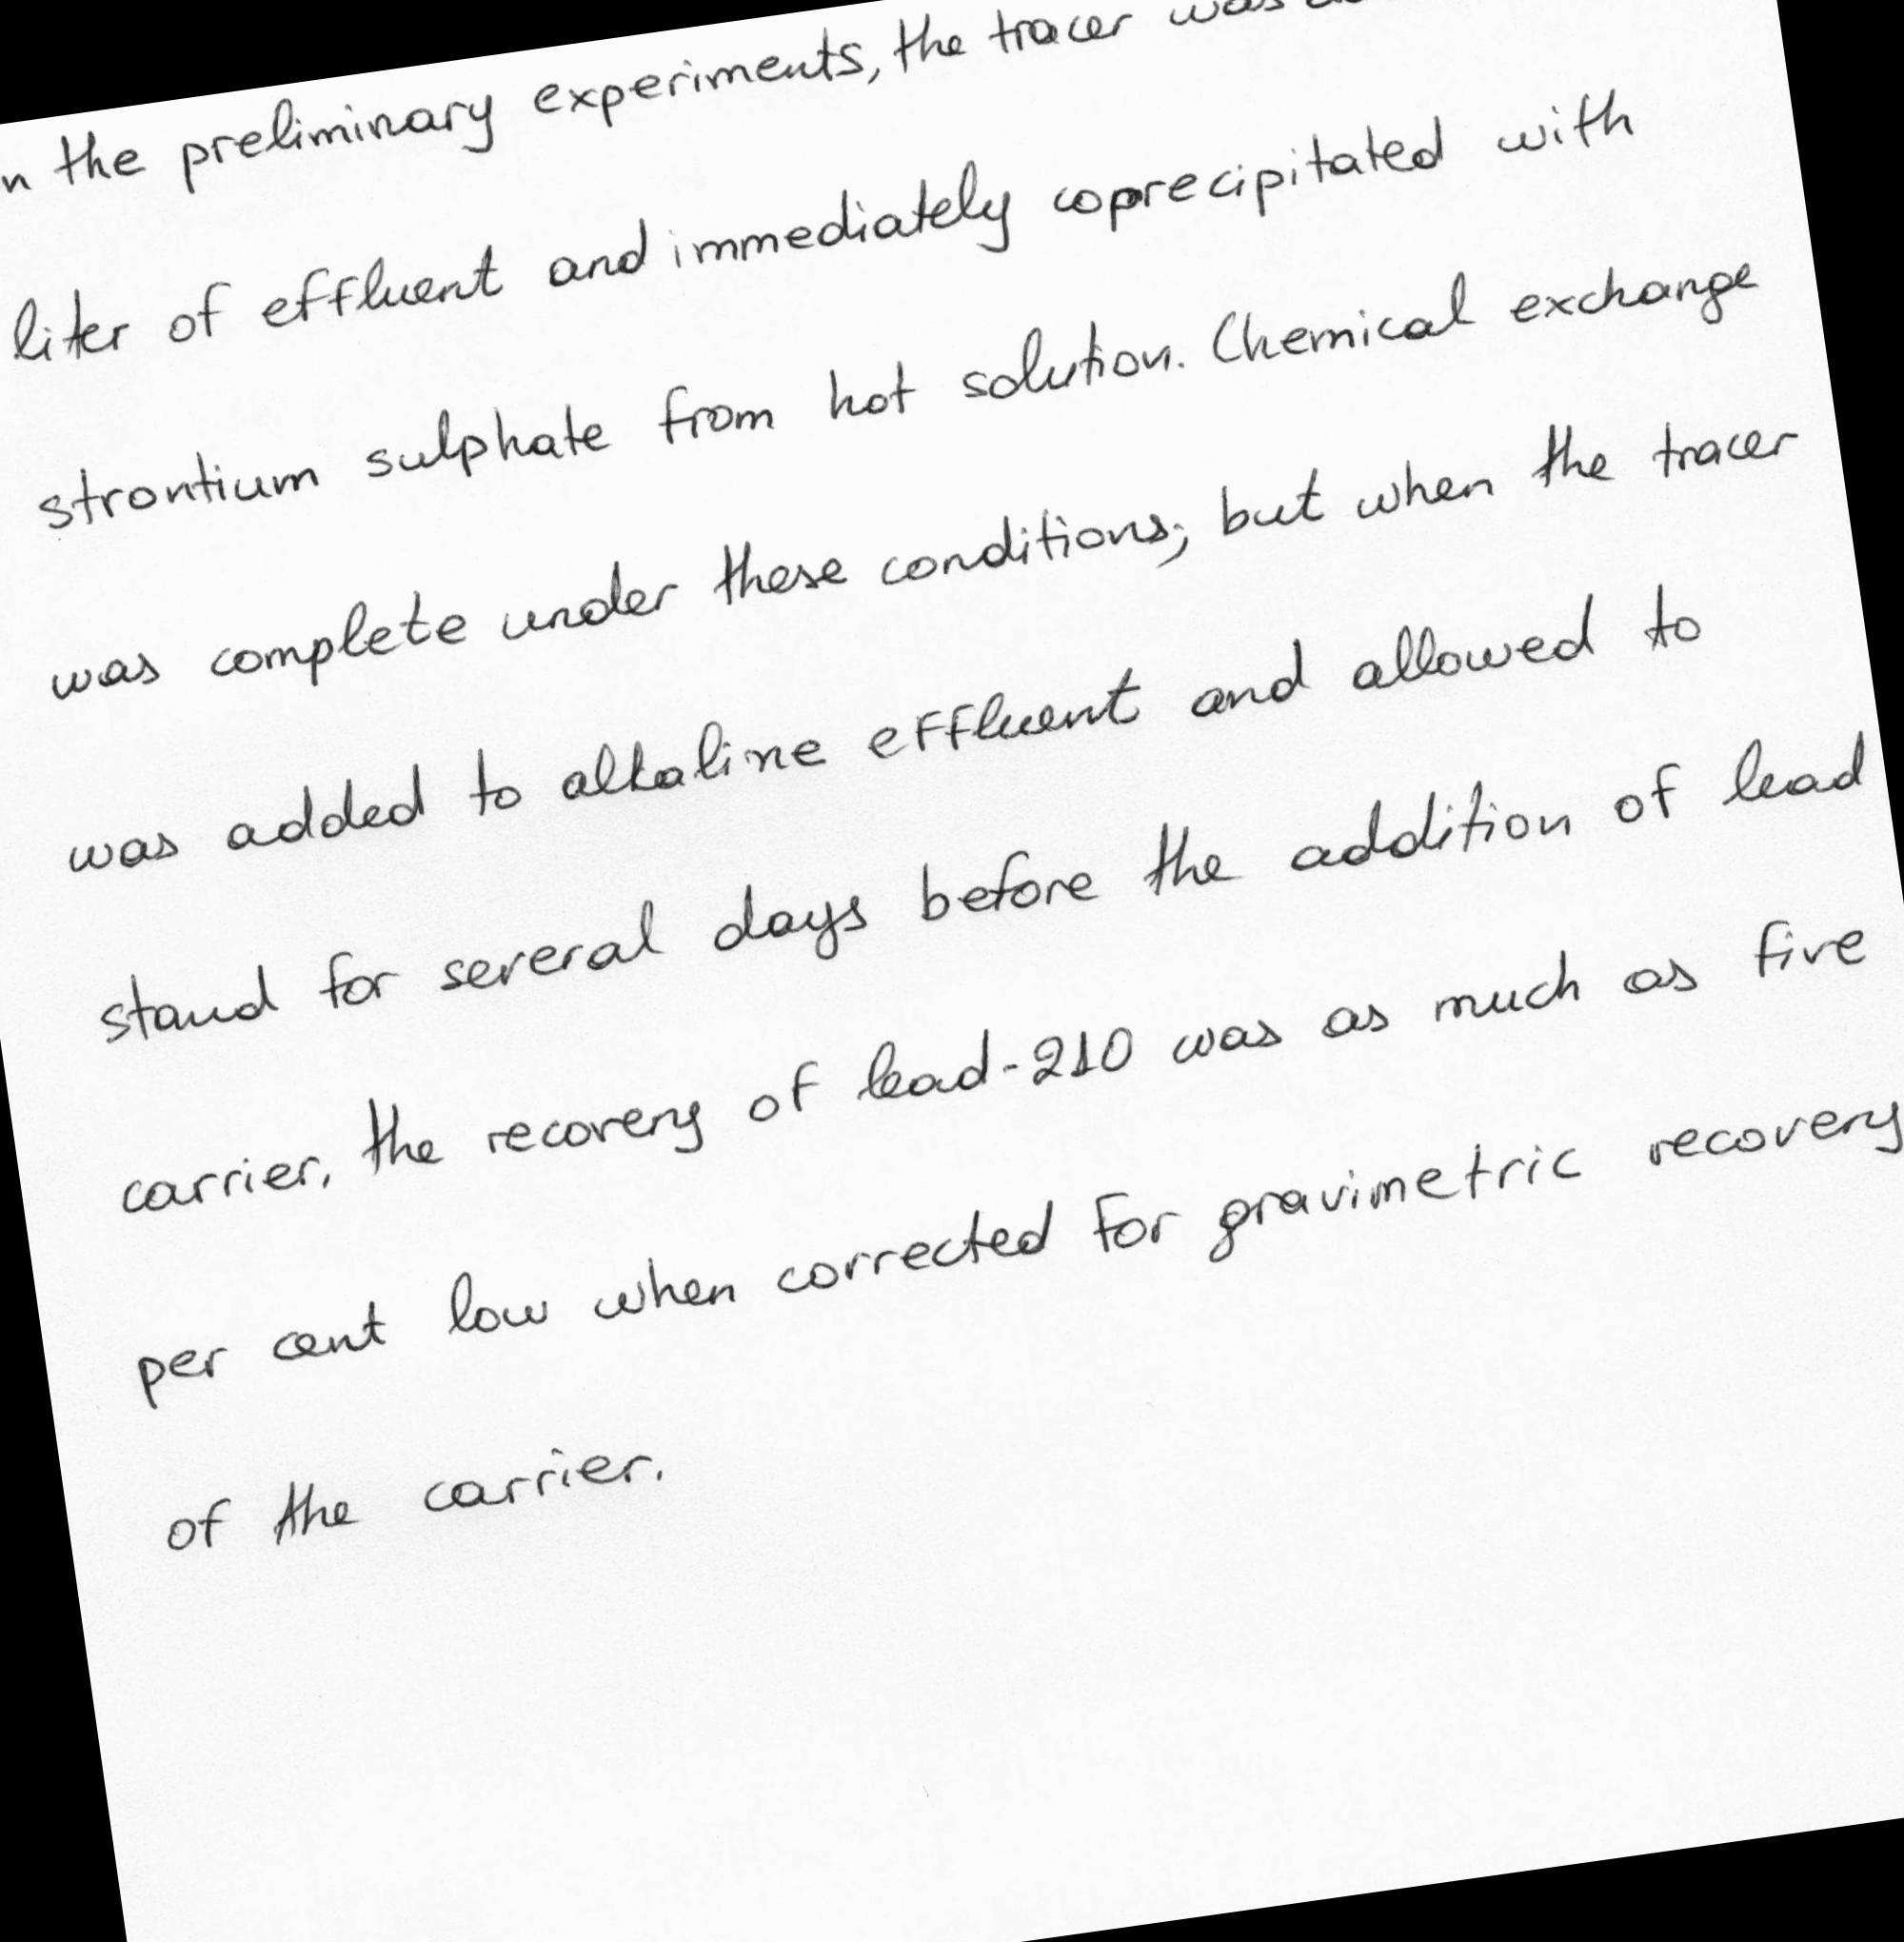 n the preliminary experiments, the tracer was
liter of effluent and immediately coprecipitated with
strontium sulphate from hot solution. Chemical exchange
was complete under these conditions; but when the tracer
was added to alkaline effluent and allowed to
stand for several days before the addition of lead
carrier, the recovery of lead-210 was as much as five
per cent low when corrected for gravimetric recovery
of the carrier.